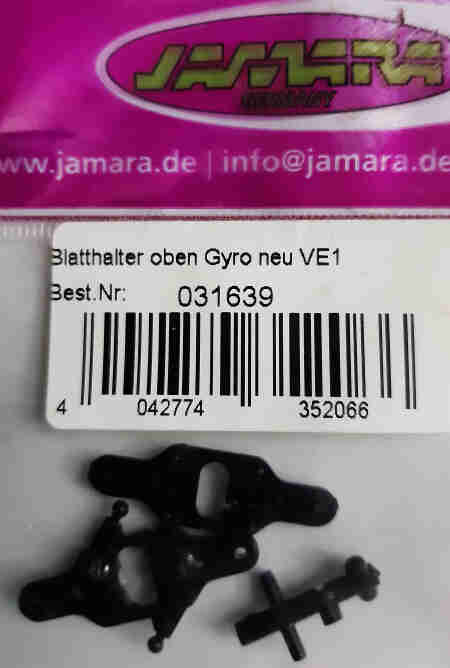 JAMARA
GERMANY
www.jamara.de | info@jamara.de
Blatthalter oben Gyro neu VE1
Best.Nr: 031639
4 042774 352066